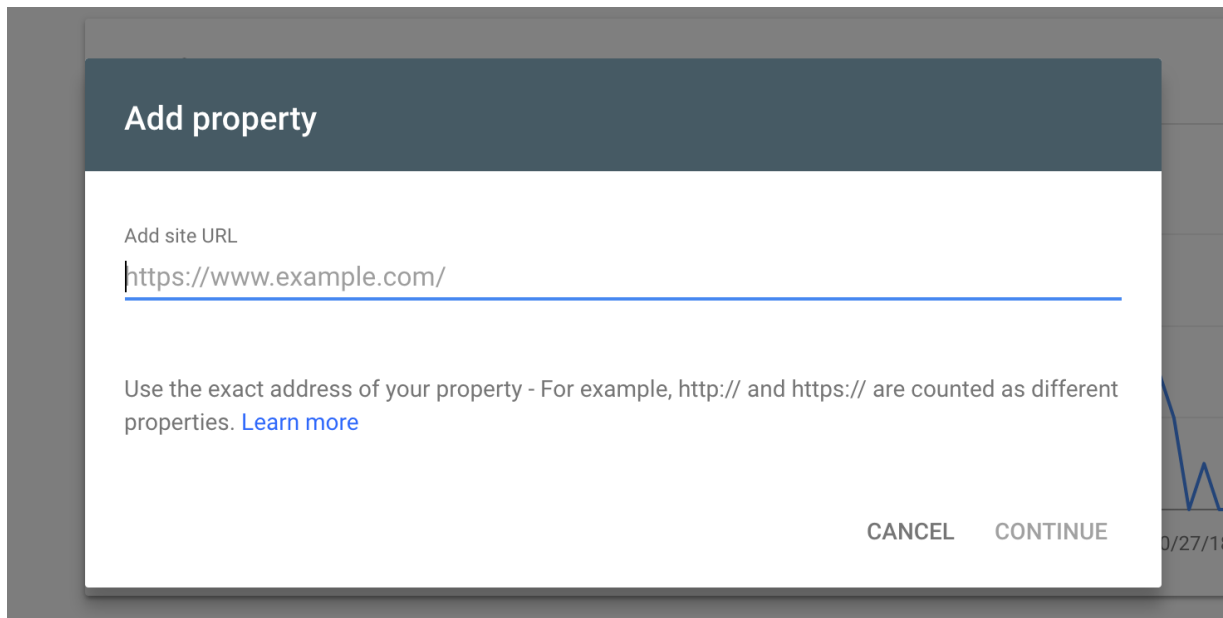 Add property
Add site URL
https://www.example.com/
Use the exact address of your property - For example, http:// and https:// are counted as different
properties. Learn more
CANCEL CONTINUE